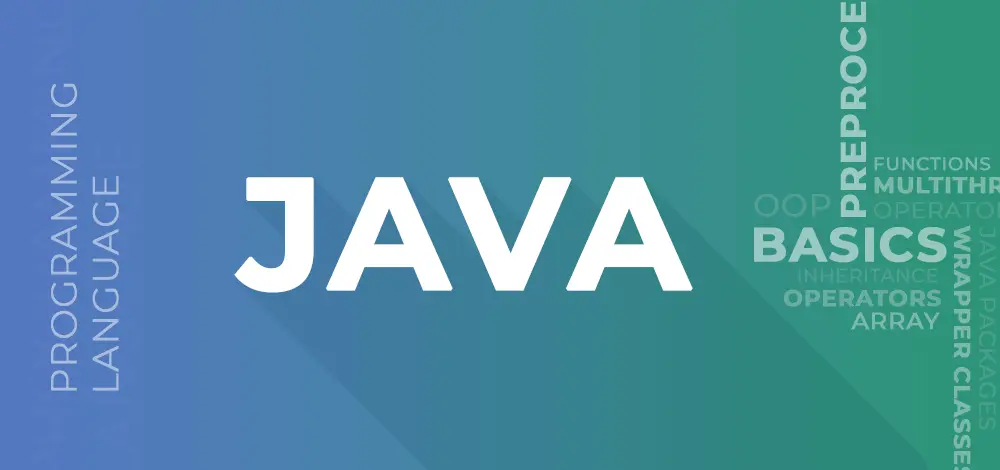 PROGRAMMING
LANGUAGE
JAVA
PREPROCE
FUNCTIONS
MULTITHR
OOP
OPERATO
BASICS
INHERITANCE
OPERATORS
ARRAY
WRAPPER CLASSES
JAVA PACKAGES